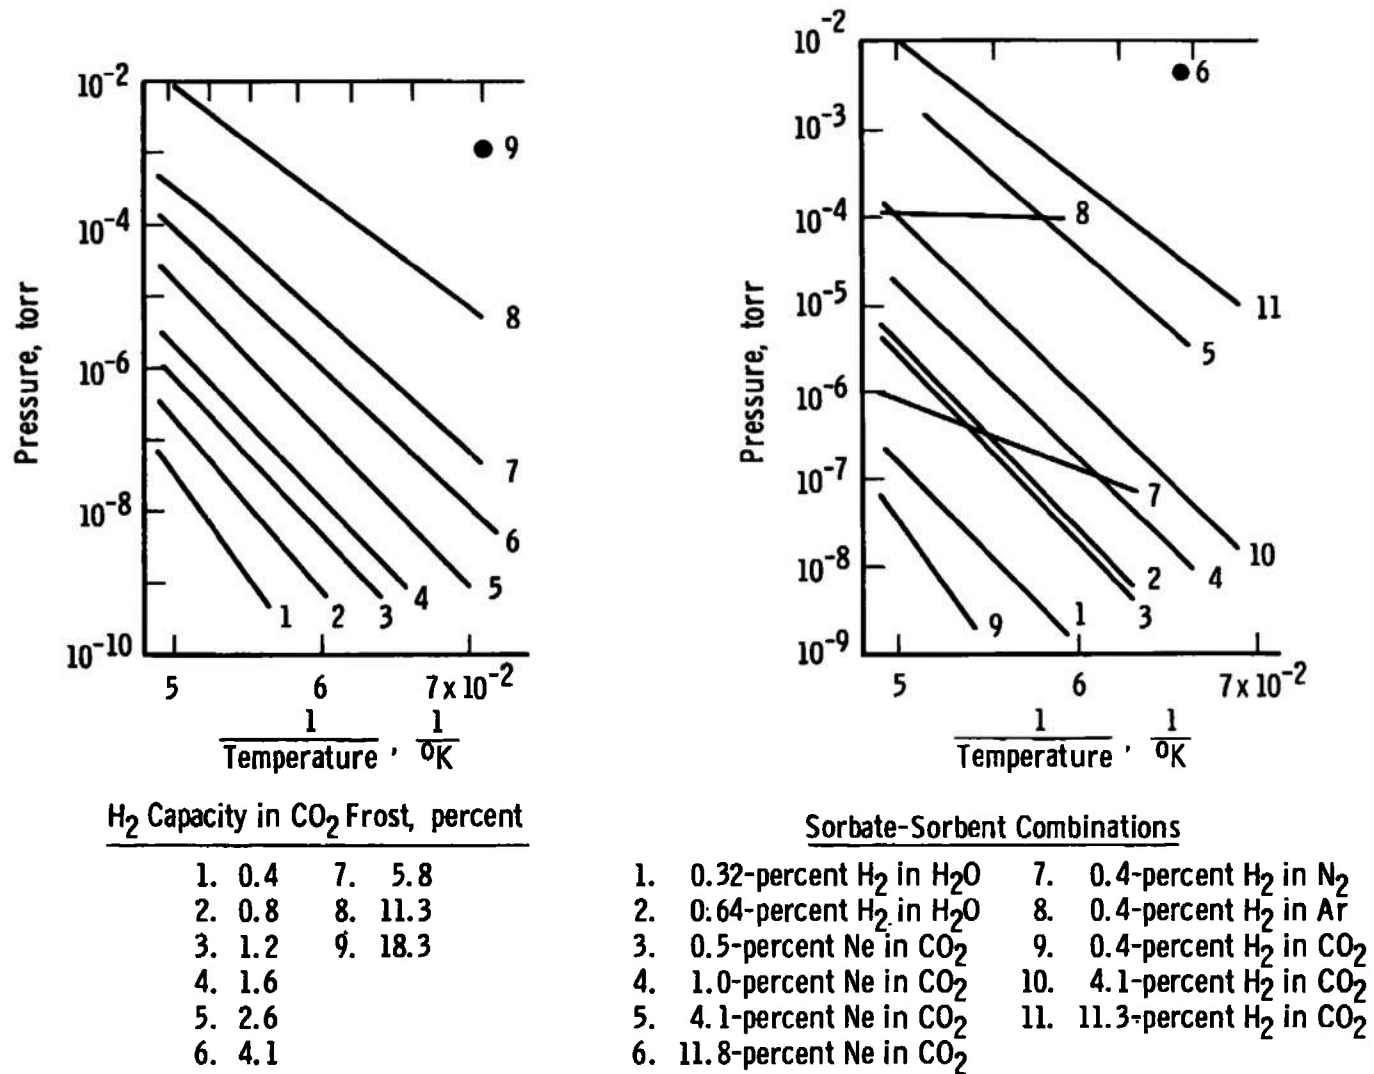 10^-2
10^-4
10^-6
10^-8
10^-10
Pressure, torr
9
8
7
6
5
4
3
2
1
5 6 7 x 10^-2
1/Temperature, 1/°K
H2 Capacity in CO2 Frost, percent
1. 0.4 7. 5.8
2. 0.8 8. 11.3
3. 1.2 9. 18.3
4. 1.6
5. 2.6
6. 4.1
10^-2
10^-3
10^-4
10^-5
10^-6
10^-7
10^-8
10^-9
Pressure, torr
6
8
11
5
7
10
4
2
3
1
9
5 6 7 x 10^-2
1/Temperature, 1/°K
Sorbate-Sorbent Combinations
1. 0.32-percent H2 in H2O 7. 0.4-percent H2 in N2
2. 0.64-percent H2 in H2O 8. 0.4-percent H2 in Ar
3. 0.5-percent Ne in CO2 9. 0.4-percent H2 in CO2
4. 1.0-percent Ne in CO2 10. 4.1-percent H2 in CO2
5. 4.1-percent Ne in CO2 11. 11.3-percent H2 in CO2
6. 11.8-percent Ne in CO2